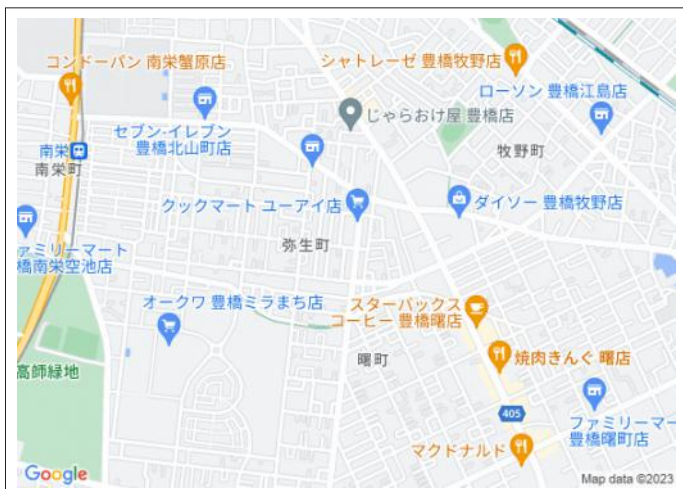 コンドーパン 南栄蟹原店
シャトレーゼ 豊橋牧野店
ローソン 豊橋江島店
じゃらおけ屋 豊橋店
セブン-イレブン
豊橋北山町店
南栄
南栄町
牧野町
クックマート ユーアイ店
ダイソー 豊橋牧野店
弥生町
ァミリーマート
橋南栄空池店
オークワ 豊橋ミラまち店
スターバックス
コーヒー 豊橋曙店
曙町
焼肉きんぐ 曙店
高師緑地
405
ファミリーマー
豊橋曙町店
マクドナルド
Google
Map data ©2023